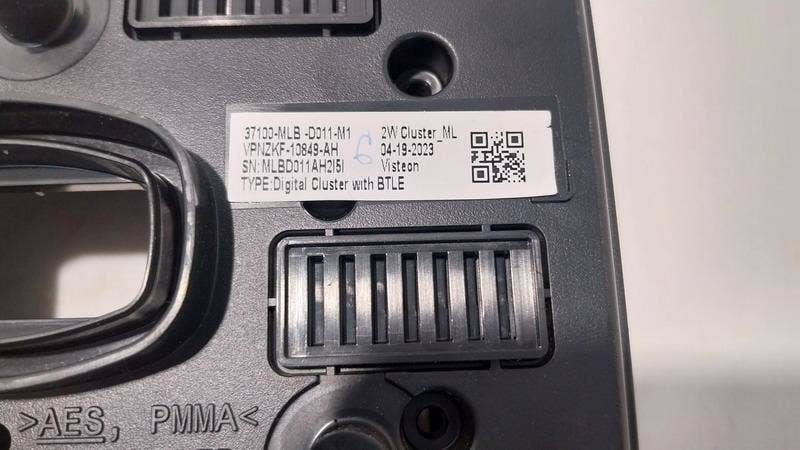 37100-MLB -D011-M1 2W Cluster_ML
VPNZKF-10849-AH 6 04-19-2023
SN:MLBD011AH2I5I Visteon
TYPE:Digital Cluster with BTLE
>AES, PMMA<